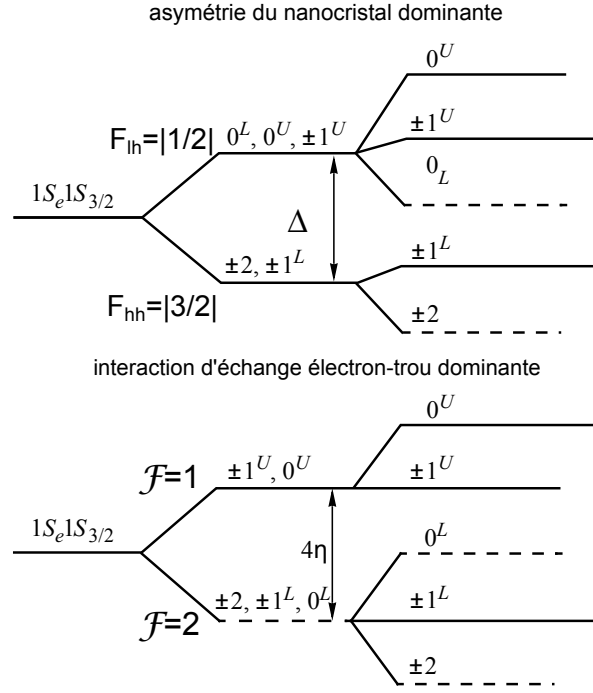 asymétrie du nanocristal dominante
0^U
F_lh=|1/2|
0^L, 0^U, ±1^U
±1^U
0_L
1S_e1S_3/2
Δ
±2, ±1^L
±1^L
F_hh=|3/2|
±2
interaction d'échange électron-trou dominante
0^U
ℱ=1
±1^U, 0^U
±1^U
1S_e1S_3/2
4η
0^L
±2, ±1^L, 0^L
±1^L
ℱ=2
±2